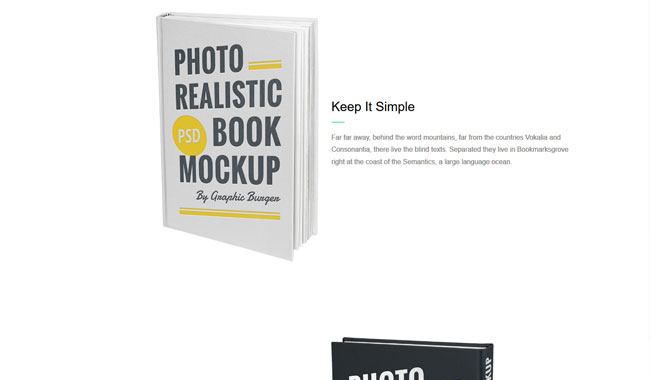 PHOTO
REALISTIC
PSD BOOK
MOCKUP
By Graphic Burger
Keep It Simple
Far far away, behind the word mountains, far from the countries Vokalia and
Consonantia, there live the blind texts. Separated they live in Bookmarksgrove
right at the coast of the Semantics, a large language ocean.
PHOTO